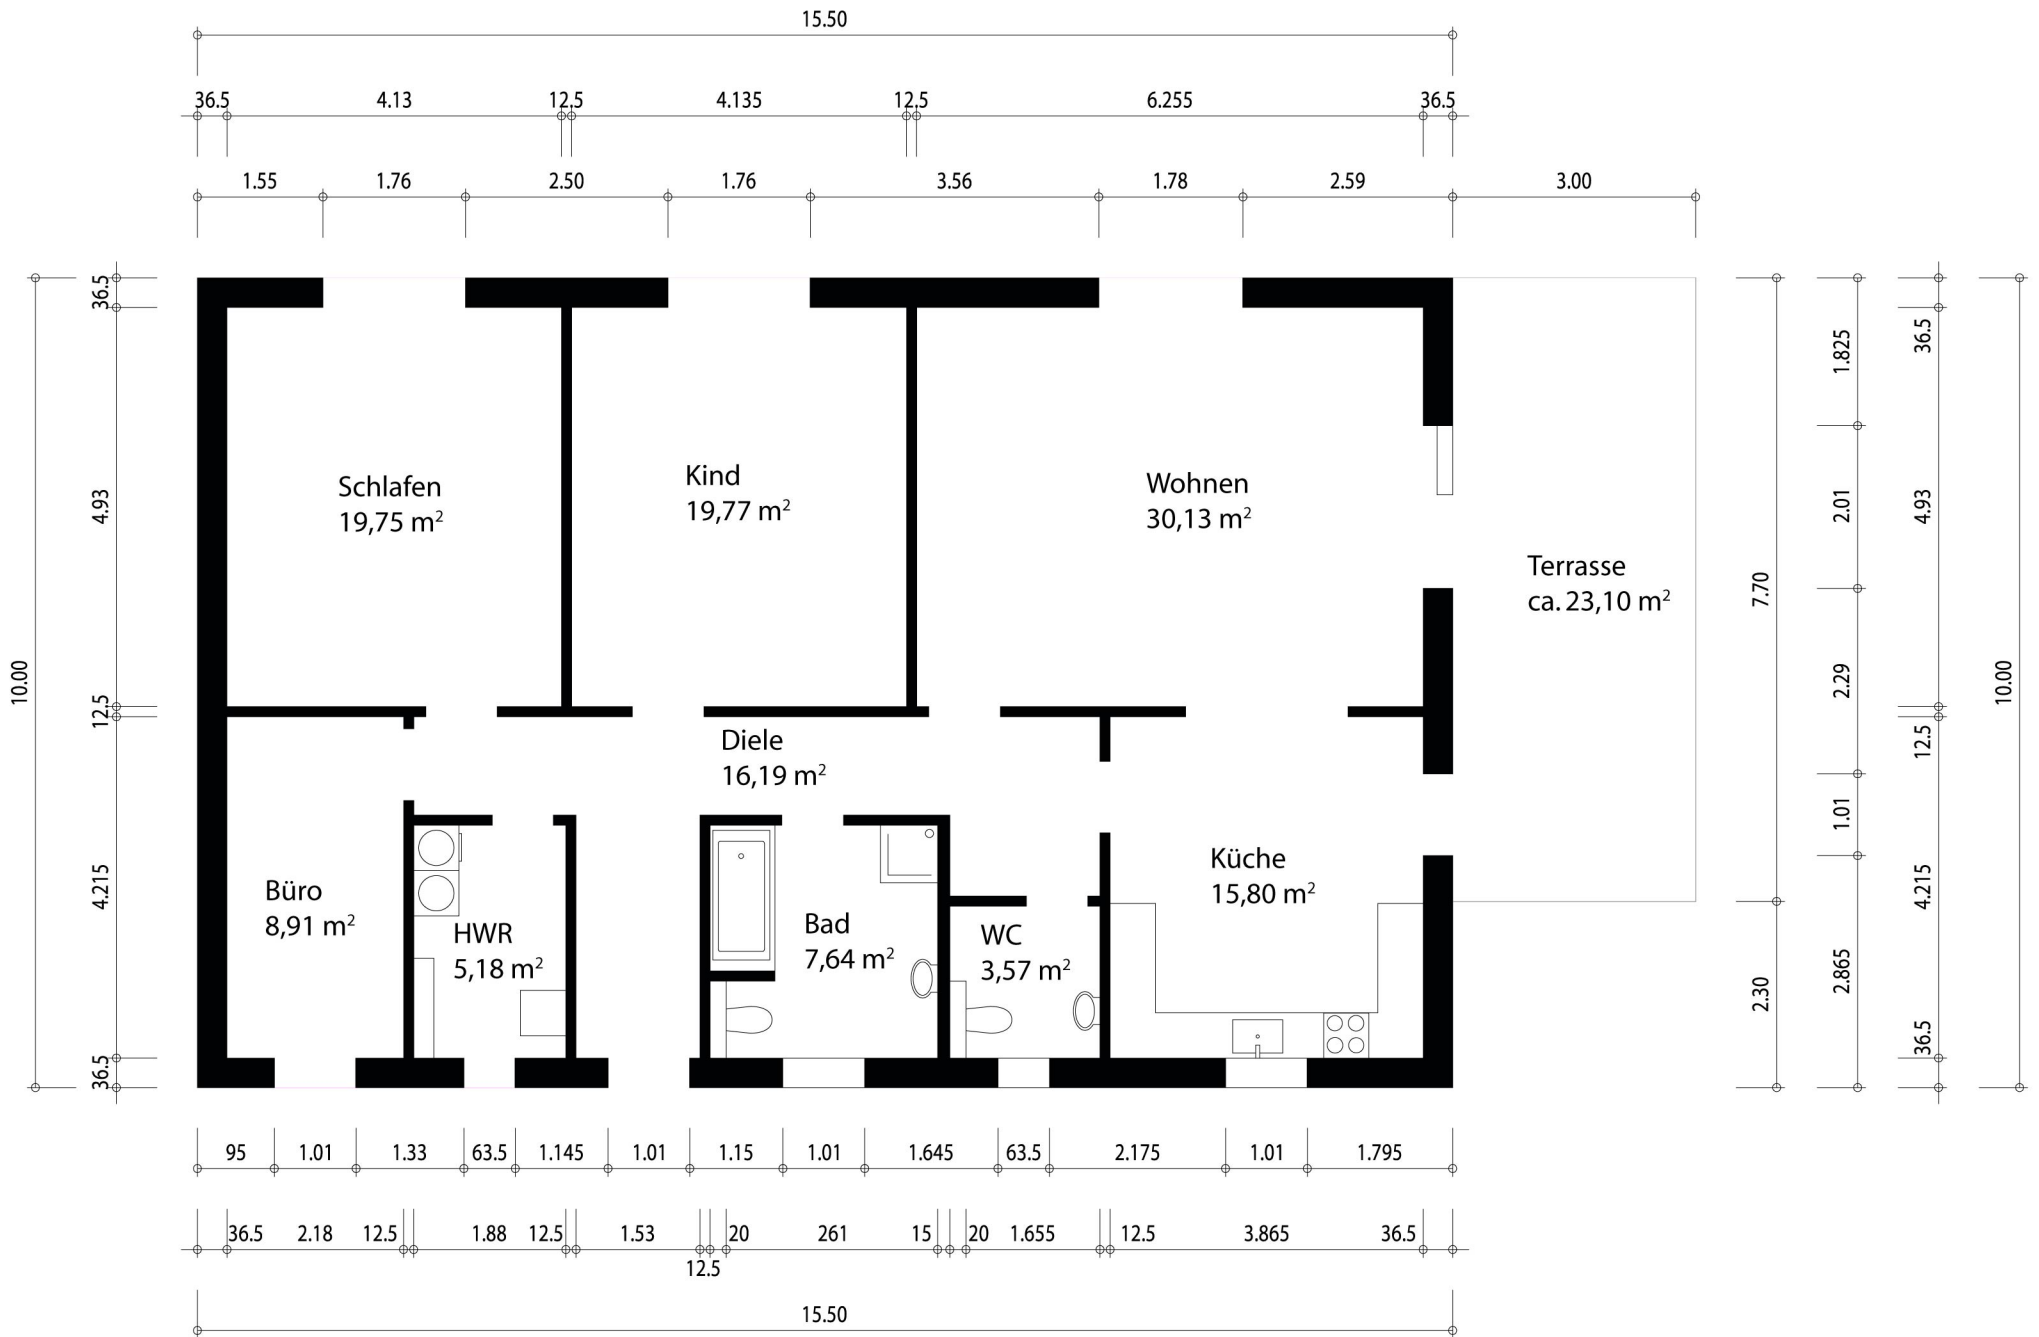 15.50
36.5 4.13 12.5 4.135 12.5 6.255 36.5
1.55 1.76 2.50 1.76 3.56 1.78 2.59 3.00
10.00
36.5
4.93
12.5
4.215
36.5
Schlafen
19,75 m²
Kind
19,77 m²
Wohnen
30,13 m²
Terrasse
ca. 23,10 m²
Diele
16,19 m²
Büro
8,91 m²
HWR
5,18 m²
Bad
7,64 m²
WC
3,57 m²
Küche
15,80 m²
7.70
2.30
1.825
2.01
2.29
1.01
2.865
36.5
4.93
12.5
4.215
36.5
10.00
95 1.01 1.33 63.5 1.145 1.01 1.15 1.01 1.645 63.5 2.175 1.01 1.795
36.5 2.18 12.5 1.88 12.5 1.53 20 261 15 20 1.655 12.5 3.865 36.5
12.5
15.50